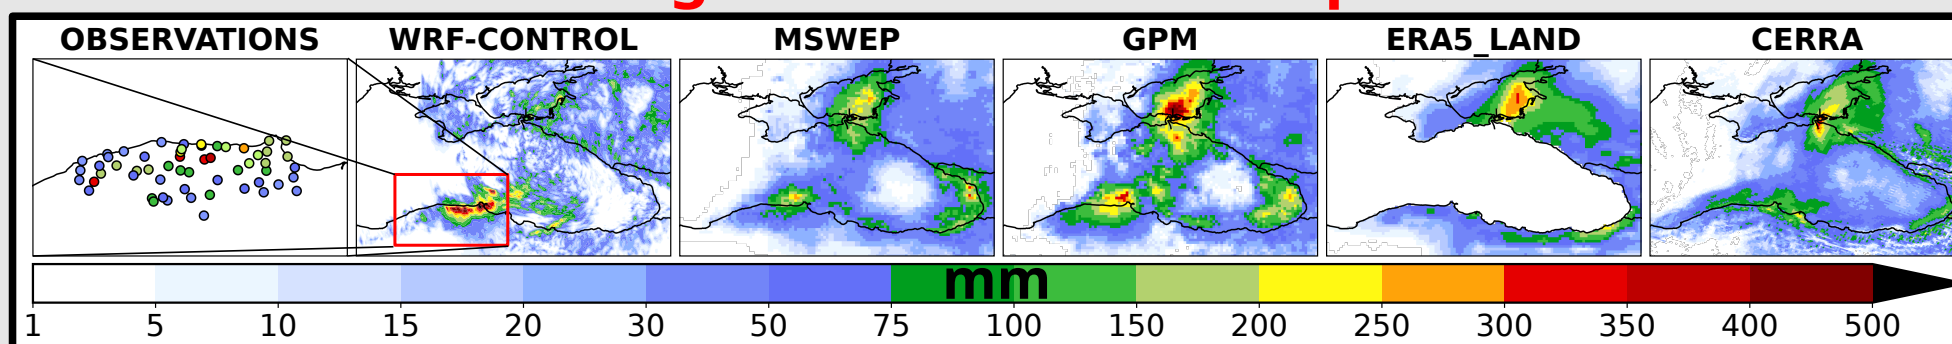 OBSERVATIONS WRF-CONTROL MSWEP GPM ERA5_LAND CERRA
mm
1 5 10 15 20 30 50 75 100 150 200 250 300 350 400 500